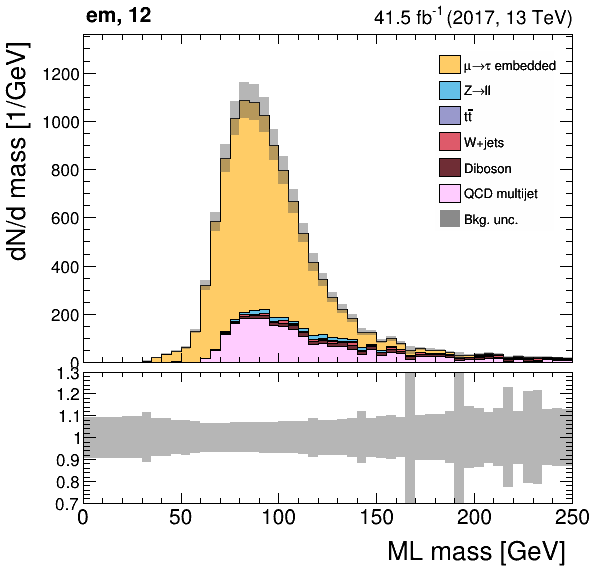 em, 12
41.5 fb⁻¹ (2017, 13 TeV)
dN/d mass [1/GeV]
1200
1000
800
600
400
200
0
μ→τ embedded
Z→ll
tt̄
W+jets
Diboson
QCD multijet
Bkg. unc.
1.3
1.2
1.1
1
0.9
0.8
0.7
0 50 100 150 200 250
ML mass [GeV]